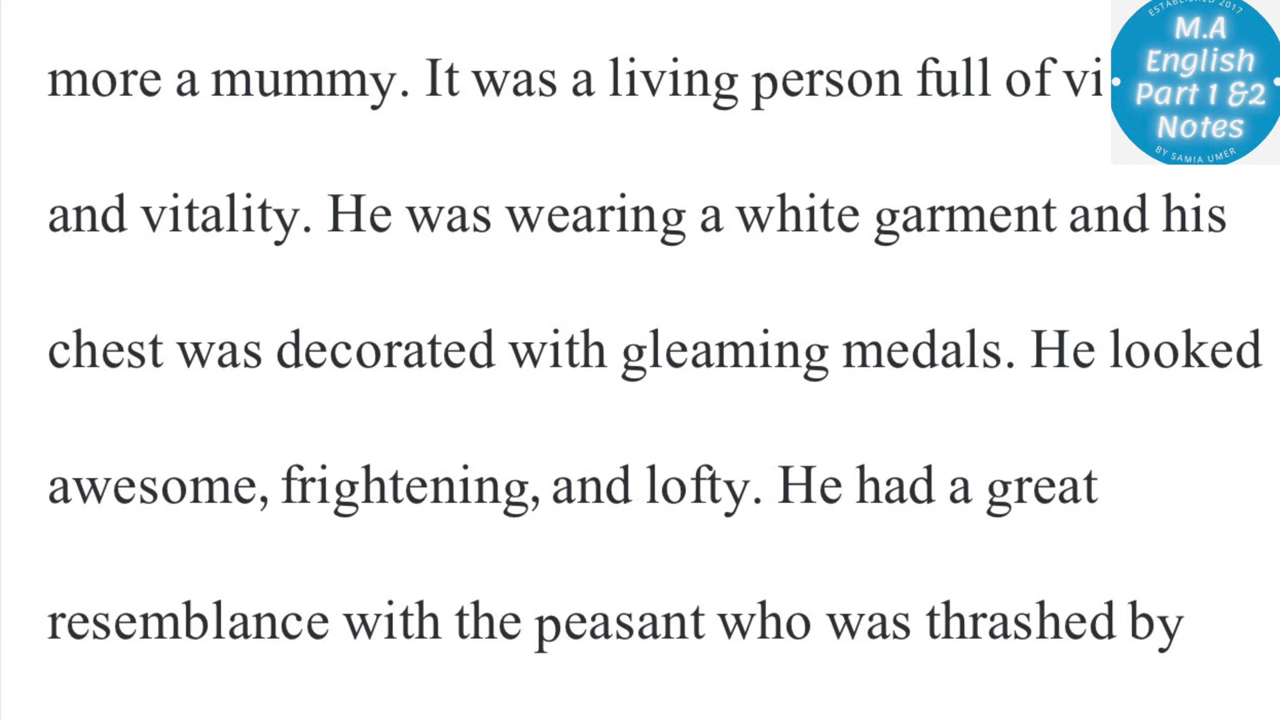 more a mummy. It was a living person full of
and vitality. He was wearing a white garment and his
chest was decorated with gleaming medals. He looked
awesome, frightening, and lofty. He had a great
resemblance with the peasant who was thrashed by
ESTABLISHED 2017
M.A
English
Part 1 &2
Notes
BY SAMIA UMER